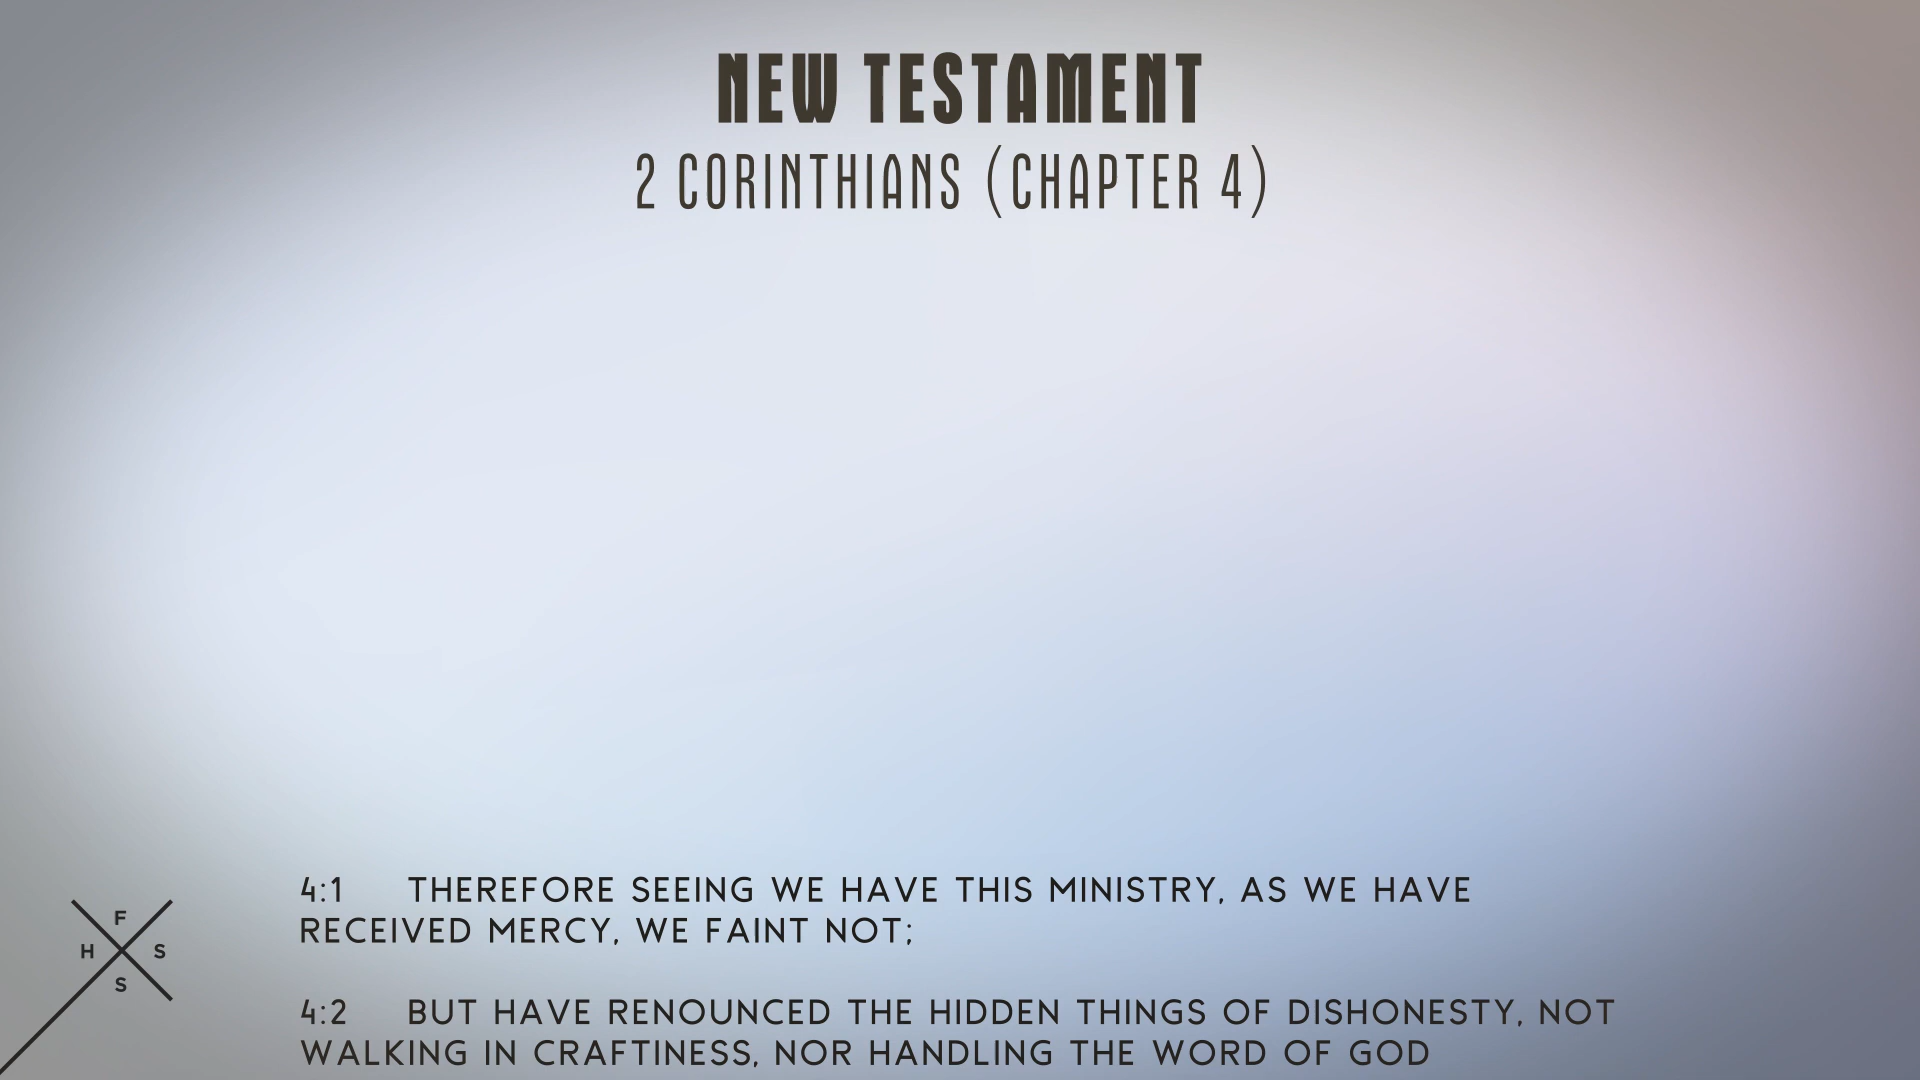 NEW TESTAMENT
2 CORINTHIANS (CHAPTER 4)
4:1 THEREFORE SEEING WE HAVE THIS MINISTRY, AS WE HAVE
RECEIVED MERCY, WE FAINT NOT;
4:2 BUT HAVE RENOUNCED THE HIDDEN THINGS OF DISHONESTY, NOT
WALKING IN CRAFTINESS, NOR HANDLING THE WORD OF GOD
F
H S
S